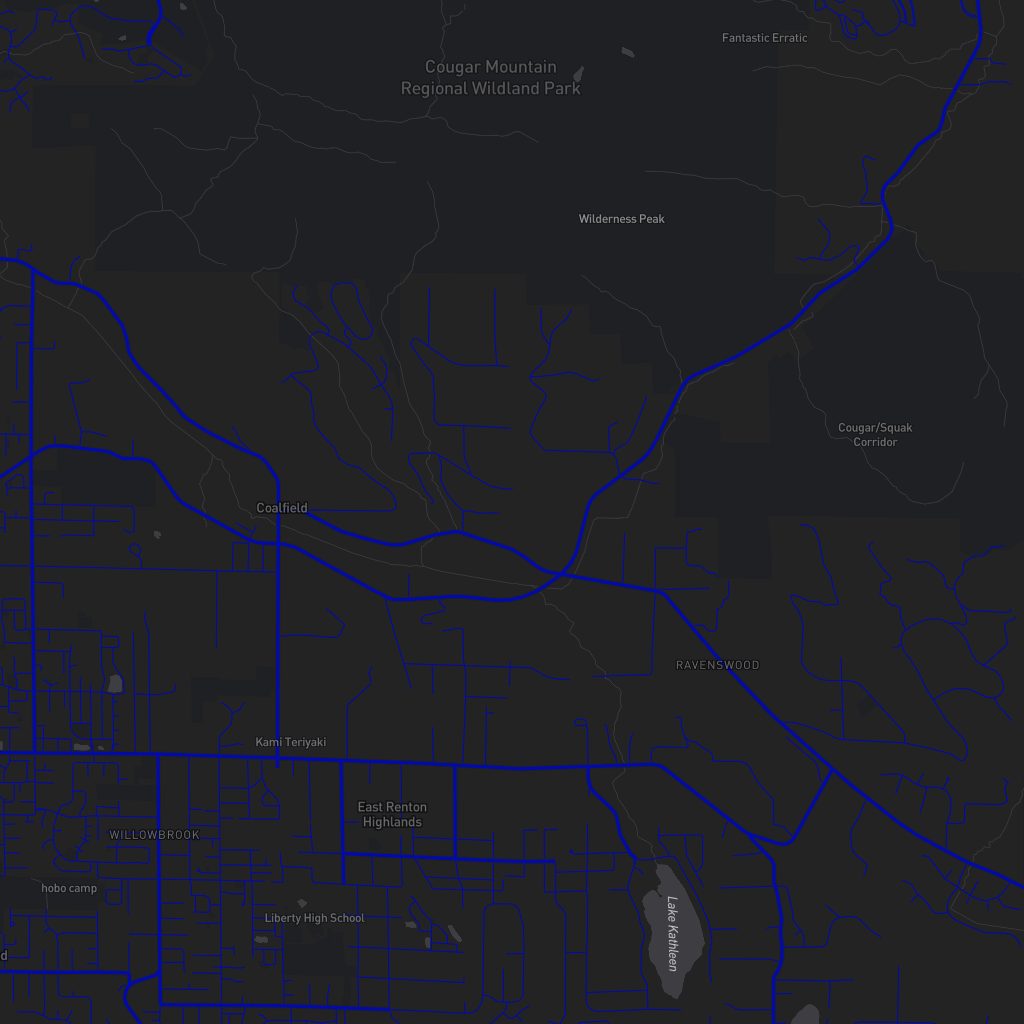 Fantastic Erratic
Cougar Mountain
Regional Wildland Park
Wilderness Peak
Cougar/Squak
Corridor
Coalfield
RAVENSWOOD
Kami Teriyaki
East Renton
Highlands
WILLOWBROOK
hobo camp
Liberty High School
Lake Kathleen
d